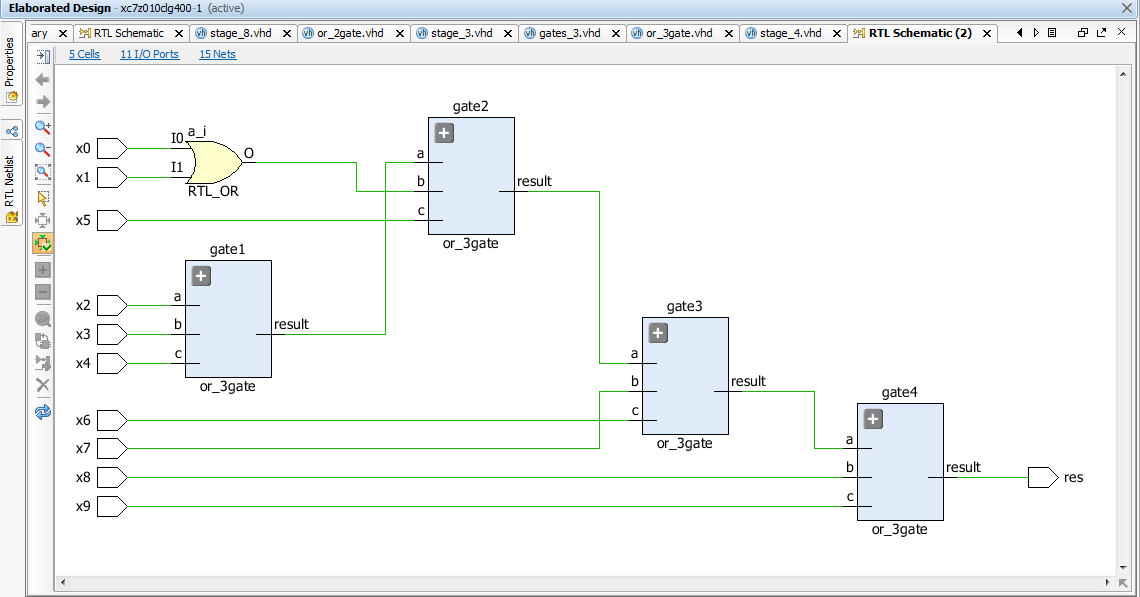 Elaborated Design - xc7z010clg400-1 (active)
ary RTL Schematic stage_8.vhd or_2gate.vhd stage_3.vhd gates_3.vhd or_3gate.vhd stage_4.vhd RTL Schematic (2)
5 Cells 11 I/O Ports 15 Nets
Properties
RTL Netlist
gate2
x0
I0
a_i
O
x1
I1
RTL_OR
a
b
c
result
x5
or_3gate
gate1
x2
a
x3
b
result
x4
c
or_3gate
gate3
a
b
c
result
x6
x7
or_3gate
gate4
a
b
c
result
res
x8
x9
or_3gate